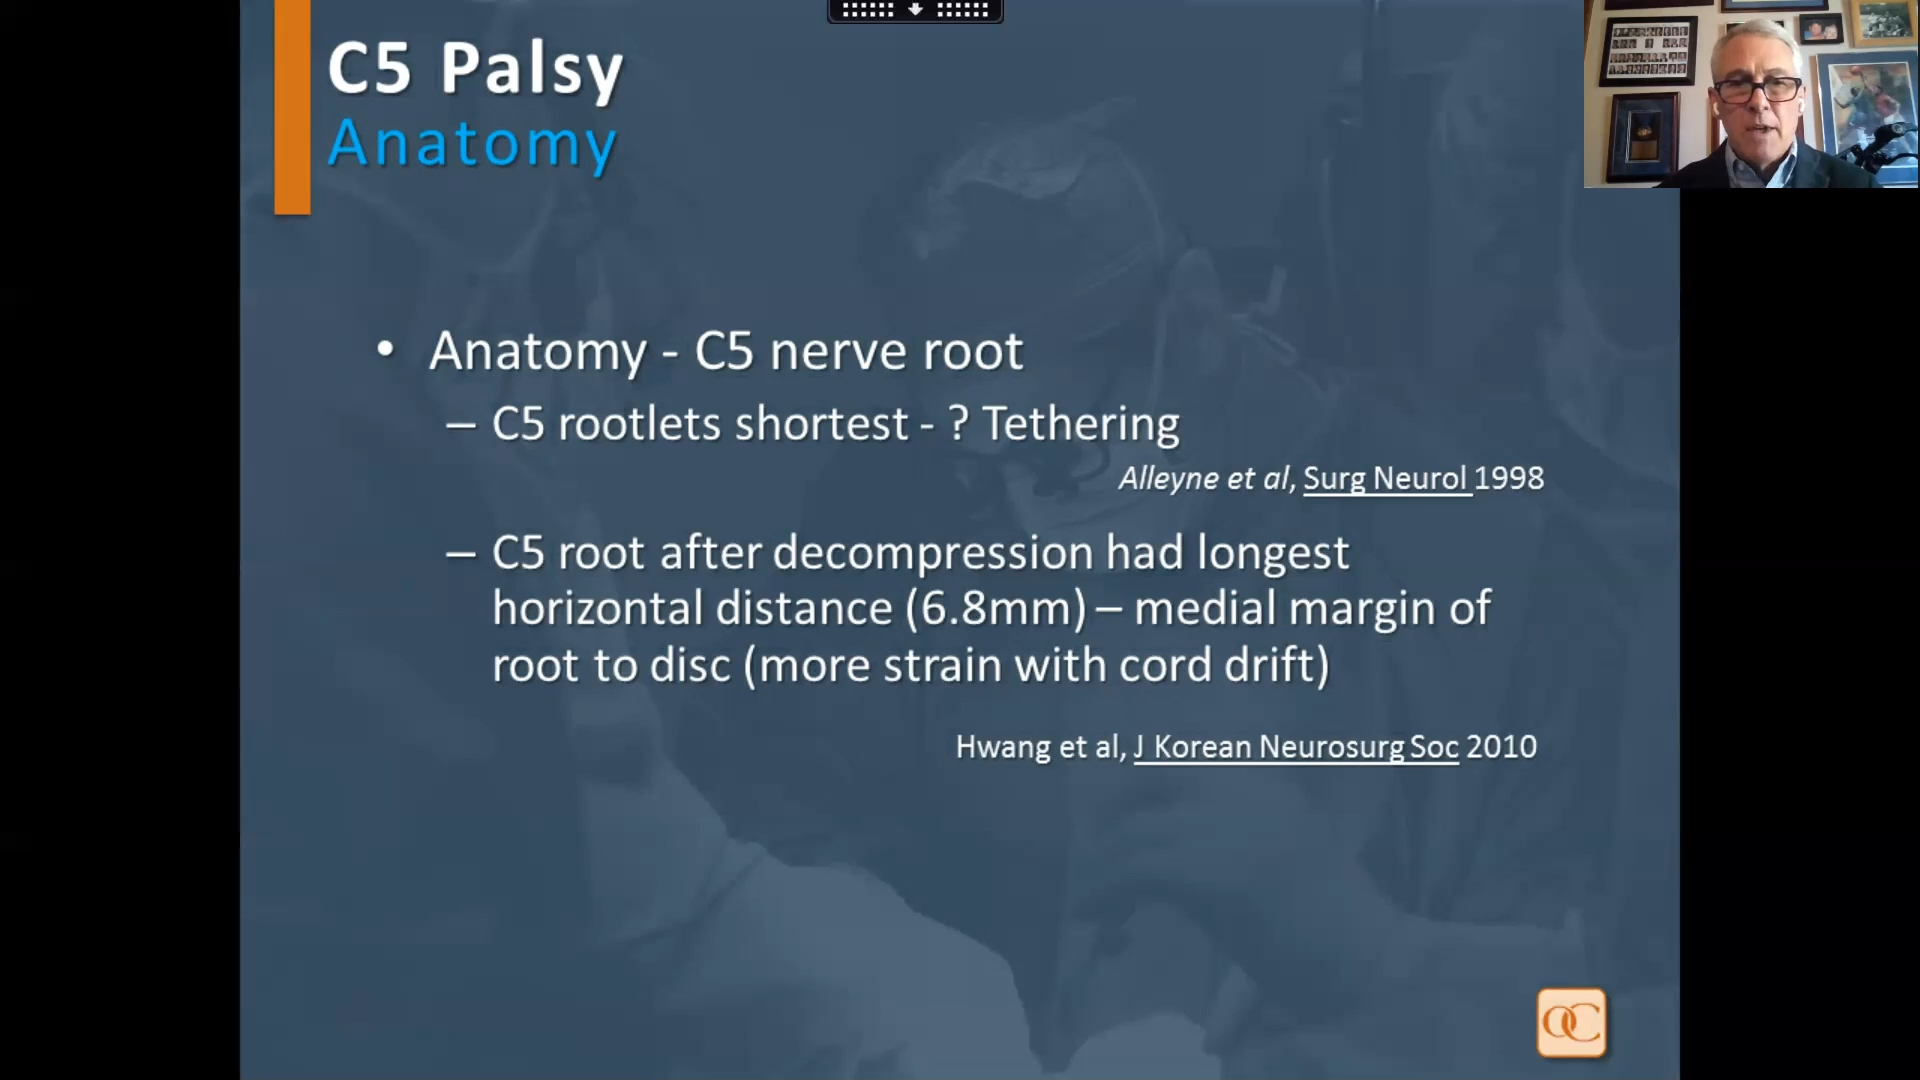 C5 Palsy
Anatomy
• Anatomy - C5 nerve root
– C5 rootlets shortest - ? Tethering
Alleyne et al, Surg Neurol 1998
– C5 root after decompression had longest
horizontal distance (6.8mm) – medial margin of
root to disc (more strain with cord drift)
Hwang et al, J Korean Neurosurg Soc 2010
OC